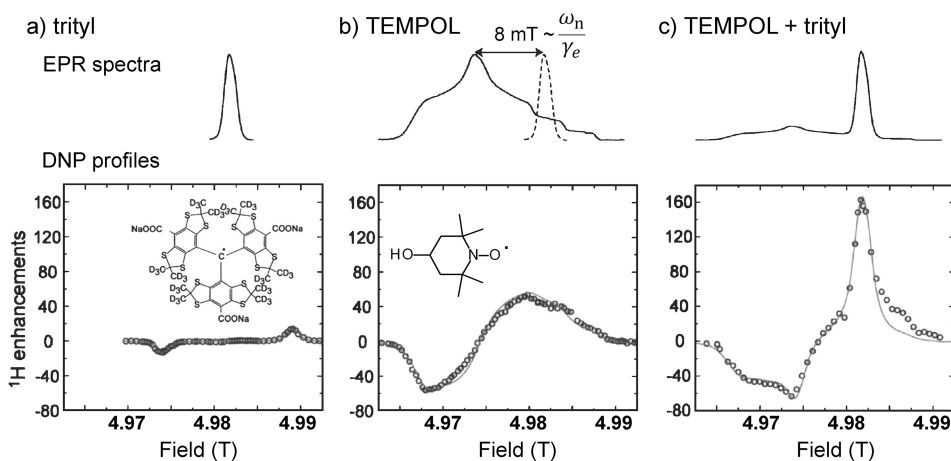 a) trityl
b) TEMPOL
c) TEMPOL + trityl
EPR spectra
8 mT ~ ωn/γe
DNP profiles
1H enhancements
160
120
80
40
0
-40
-80
4.97
4.98
4.99
Field (T)
D3C
CH3
CD3
S
NaOOC
COONa
C
COONa
160
120
80
40
0
-40
-80
4.97
4.98
4.99
Field (T)
HO
N
O
160
120
80
40
0
-40
-80
4.97
4.98
4.99
Field (T)